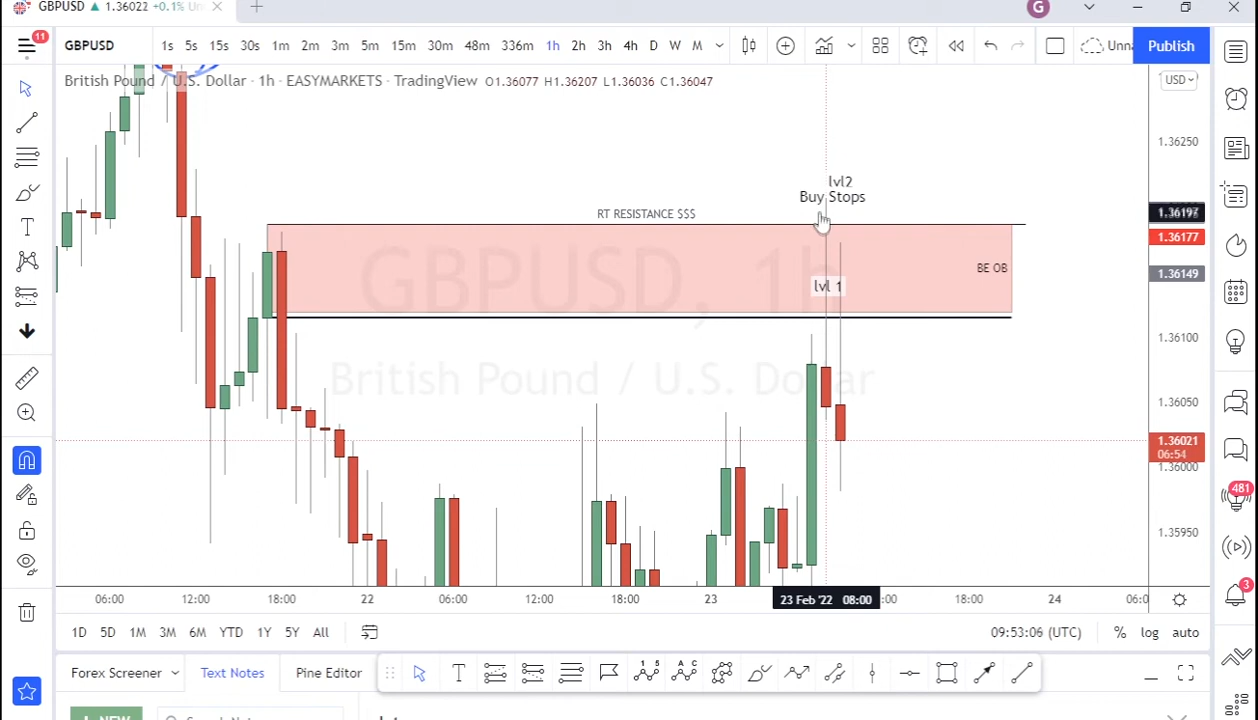 GBPUSD ▲ 1.36022 +0.1% Un
G
11
GBPUSD
1s 5s 15s 30s 1m 2m 3m 5m 15m 30m 48m 336m 1h 2h 3h 4h D W M
Unna
Publish
British Pound / U.S. Dollar · 1h · EASYMARKETS · TradingView O1.36077 H1.36207 L1.36036 C1.36047
USD
1.36250
lvl2
Buy Stops
RT RESISTANCE $$$
1.36197
1.36177
BE OB
1.36149
GBPUSD, 1h
lvl 1
1.36100
British Pound / U.S. Dollar
1.36050
1.36021
06:54
1.36000
481
1.35950
3
06:00 12:00 18:00 22 06:00 12:00 18:00 23 23 Feb '22 08:00 :00 18:00 24 06:0
1D 5D 1M 3M 6M YTD 1Y 5Y All
09:53:06 (UTC) % log auto
Forex Screener Text Notes Pine Editor
+ NEW